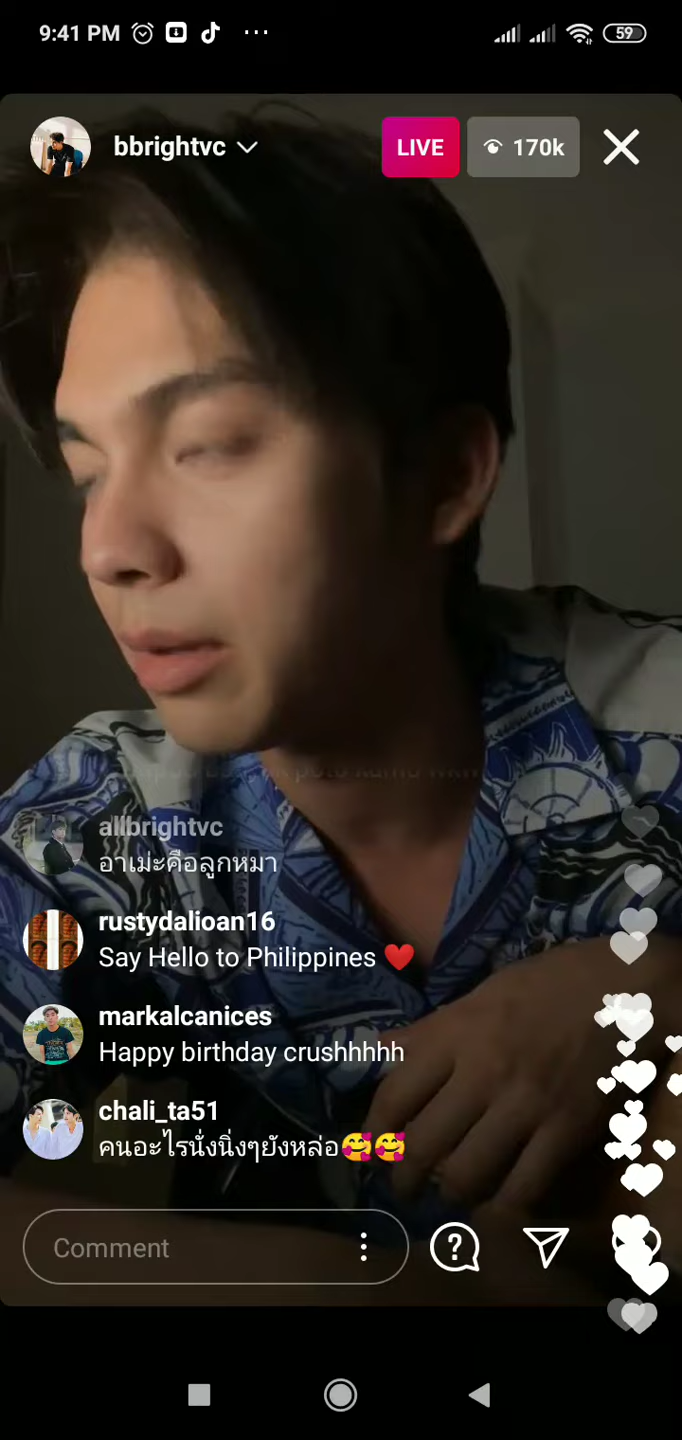 9:41 PM
59
bbrightvc
LIVE
170k
allbrightvc
อาเม่ะคือลูกหมา
rustydalioan16
Say Hello to Philippines ❤️
markalcanices
Happy birthday crushhhhh
chali_ta51
คนอะไรนั่งนิ่งๆยังหล่อ🥰🥰
Comment